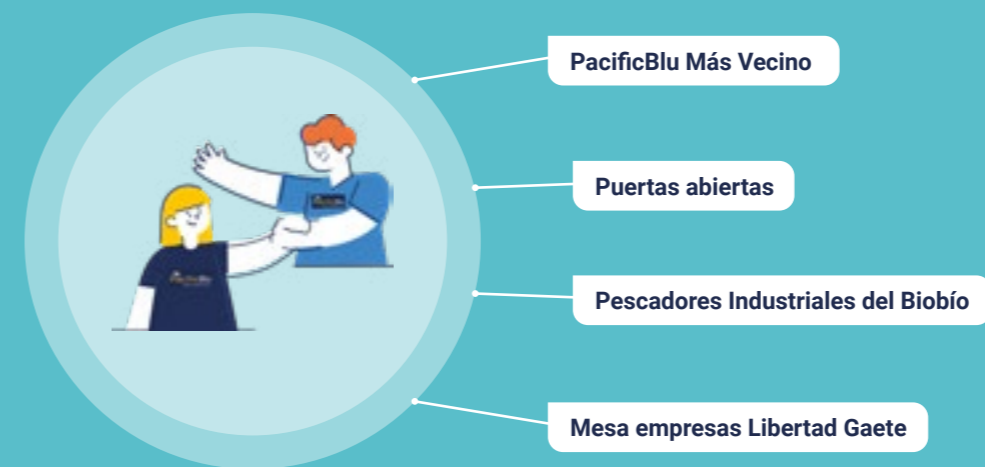 PacificBlu Más Vecino
Puertas abiertas
Pescadores Industriales del Biobío
Mesa empresas Libertad Gaete